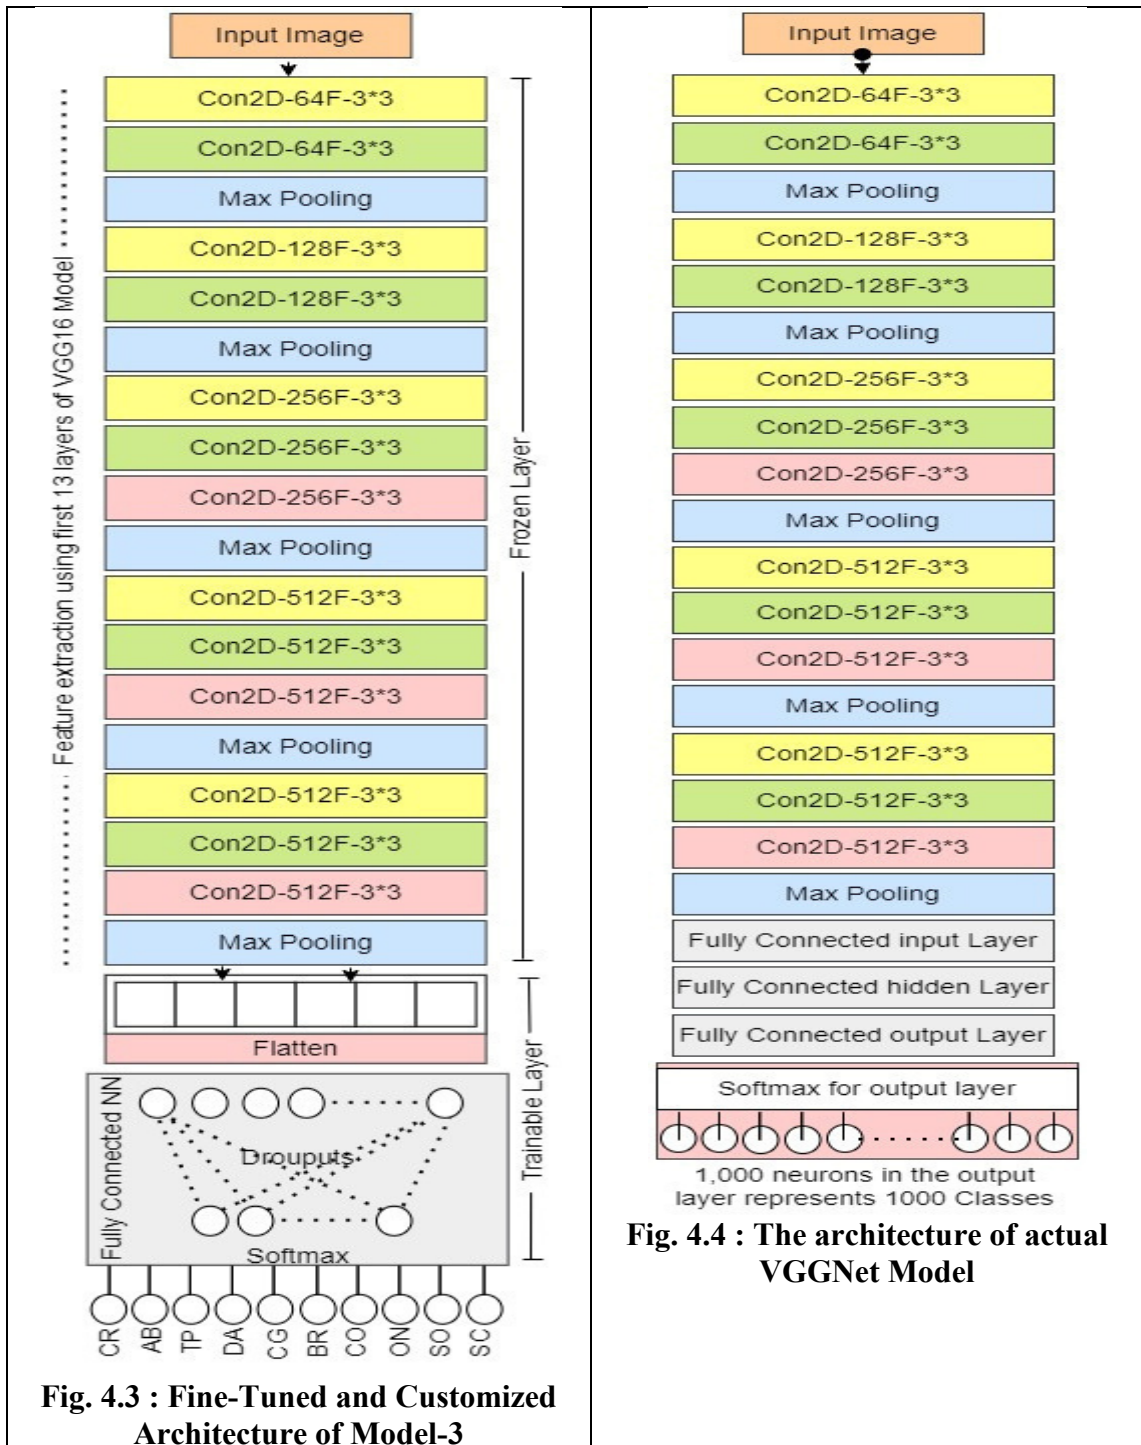 Input Image
Con2D-64F-3*3
Con2D-64F-3*3
Max Pooling
Con2D-128F-3*3
Con2D-128F-3*3
Max Pooling
Con2D-256F-3*3
Con2D-256F-3*3
Con2D-256F-3*3
Max Pooling
Con2D-512F-3*3
Con2D-512F-3*3
Con2D-512F-3*3
Max Pooling
Con2D-512F-3*3
Con2D-512F-3*3
Con2D-512F-3*3
Max Pooling
Feature extraction using first 13 layers of VGG16 Model
Frozen Layer
Flatten
Fully Connected NN
Drouputs
Softmax
Trainable Layer
CR
AB
TP
DA
CG
BR
CO
ON
SO
SC
Fig. 4.3 : Fine-Tuned and Customized
Architecture of Model-3
Input Image
Con2D-64F-3*3
Con2D-64F-3*3
Max Pooling
Con2D-128F-3*3
Con2D-128F-3*3
Max Pooling
Con2D-256F-3*3
Con2D-256F-3*3
Con2D-256F-3*3
Max Pooling
Con2D-512F-3*3
Con2D-512F-3*3
Con2D-512F-3*3
Max Pooling
Con2D-512F-3*3
Con2D-512F-3*3
Con2D-512F-3*3
Max Pooling
Fully Connected input Layer
Fully Connected hidden Layer
Fully Connected output Layer
Softmax for output layer
1,000 neurons in the output
layer represents 1000 Classes
Fig. 4.4 : The architecture of actual
VGGNet Model